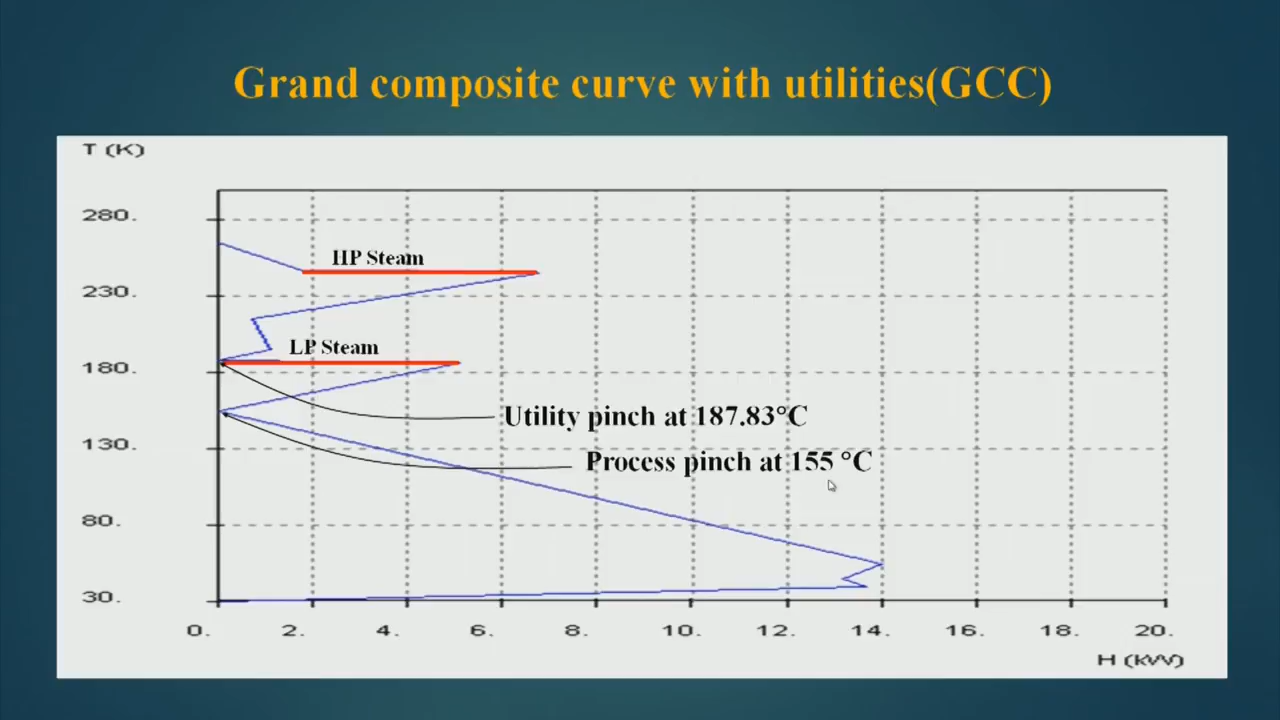 Grand composite curve with utilities(GCC)
T (K)
280.
HP Steam
230.
LP Steam
180.
Utility pinch at 187.83°C
130.
Process pinch at 155 °C
80.
30.
0. 2. 4. 6. 8. 10. 12. 14. 16. 18. 20.
H (kW)